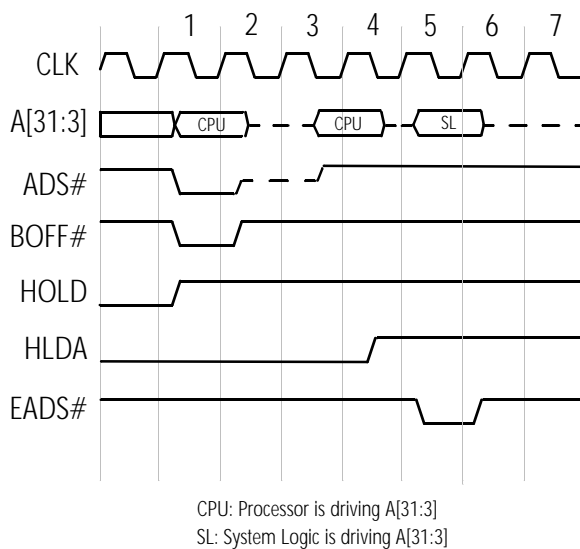 1 2 3 4 5 6 7
CLK
A[31:3] CPU CPU SL
ADS#
BOFF#
HOLD
HLDA
EADS#
CPU: Processor is driving A[31:3]
SL: System Logic is driving A[31:3]